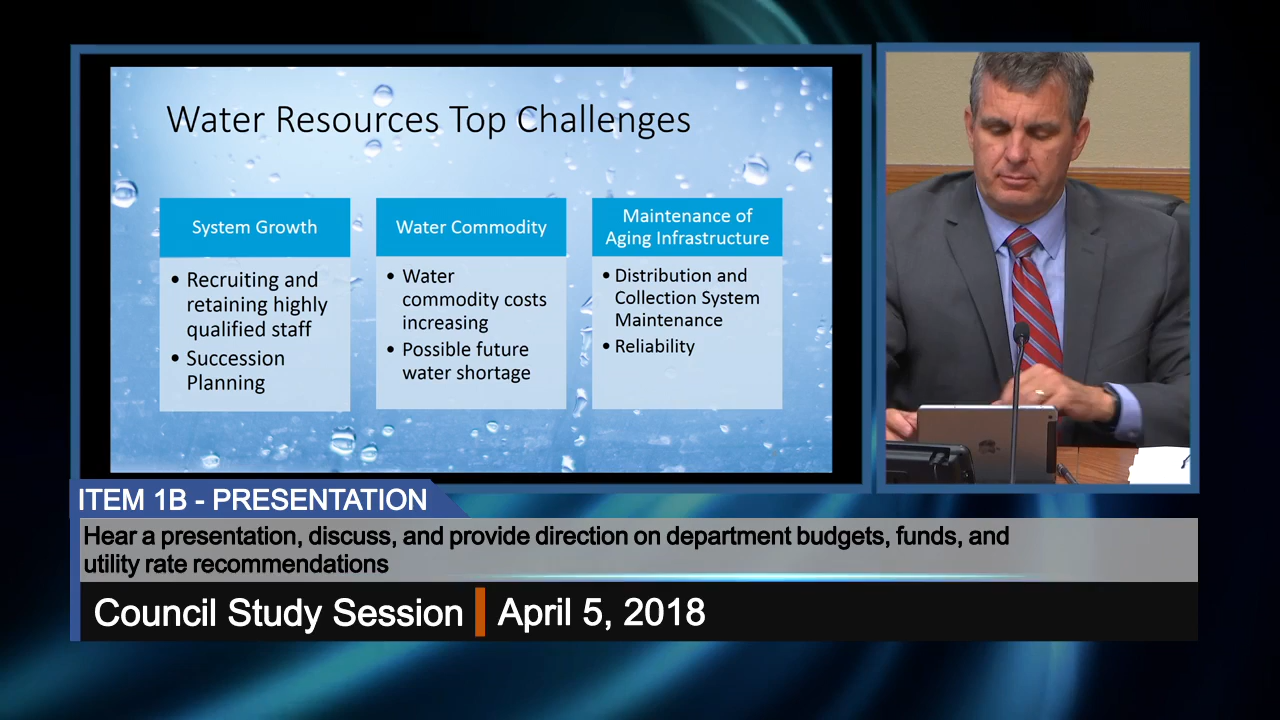 Water Resources Top Challenges
System Growth
• Recruiting and
retaining highly
qualified staff
• Succession
Planning
Water Commodity
• Water
commodity costs
increasing
• Possible future
water shortage
Maintenance of
Aging Infrastructure
• Distribution and
Collection System
Maintenance
• Reliability
ITEM 1B - PRESENTATION
Hear a presentation, discuss, and provide direction on department budgets, funds, and
utility rate recommendations
Council Study Session
April 5, 2018